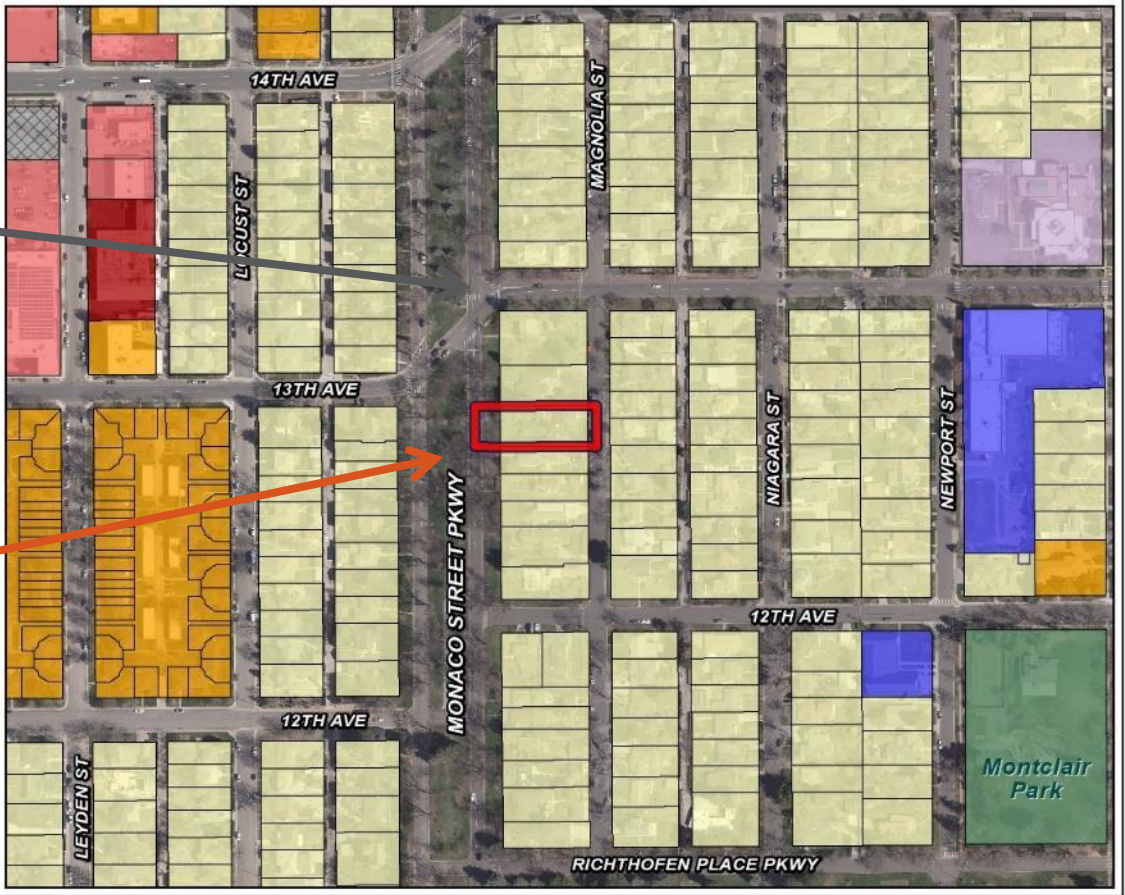 14TH AVE
MAGNOLIA ST
LOCUST ST
13TH AVE
NIAGARA ST
NEWPORT ST
MONACO STREET PKWY
12TH AVE
12TH AVE
LEYDEN ST
Montclair
Park
RICHTHOFEN PLACE PKWY